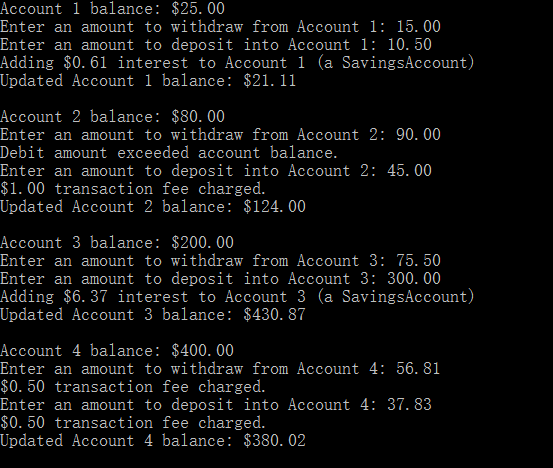 Account 1 balance: $25.00
Enter an amount to withdraw from Account 1: 15.00
Enter an amount to deposit into Account 1: 10.50
Adding $0.61 interest to Account 1 (a SavingsAccount)
Updated Account 1 balance: $21.11

Account 2 balance: $80.00
Enter an amount to withdraw from Account 2: 90.00
Debit amount exceeded account balance.
Enter an amount to deposit into Account 2: 45.00
$1.00 transaction fee charged.
Updated Account 2 balance: $124.00

Account 3 balance: $200.00
Enter an amount to withdraw from Account 3: 75.50
Enter an amount to deposit into Account 3: 300.00
Adding $6.37 interest to Account 3 (a SavingsAccount)
Updated Account 3 balance: $430.87

Account 4 balance: $400.00
Enter an amount to withdraw from Account 4: 56.81
$0.50 transaction fee charged.
Enter an amount to deposit into Account 4: 37.83
$0.50 transaction fee charged.
Updated Account 4 balance: $380.02